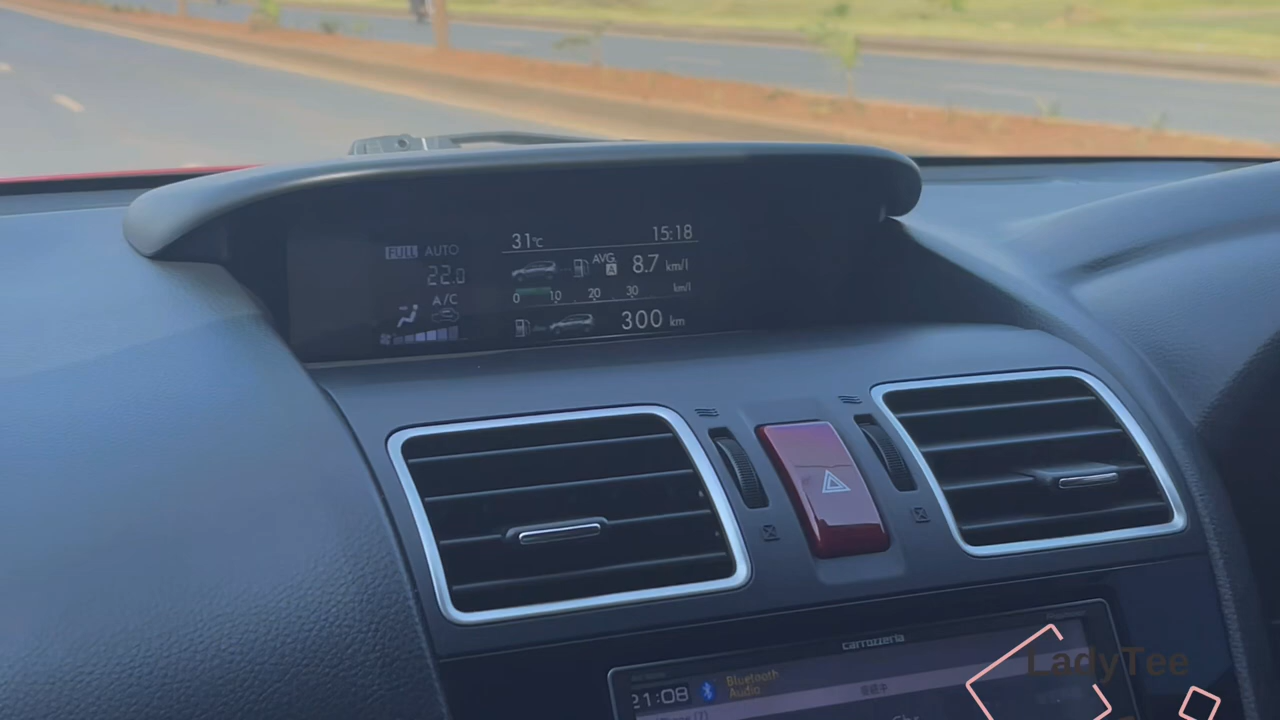 31°C 15:18
FULL AUTO
22.0
A/C
AVG. A 8.7 km/l
0 10 20 30 km/l
300 km
carrozzeria
21:08 Bluetooth Audio
LadyTee